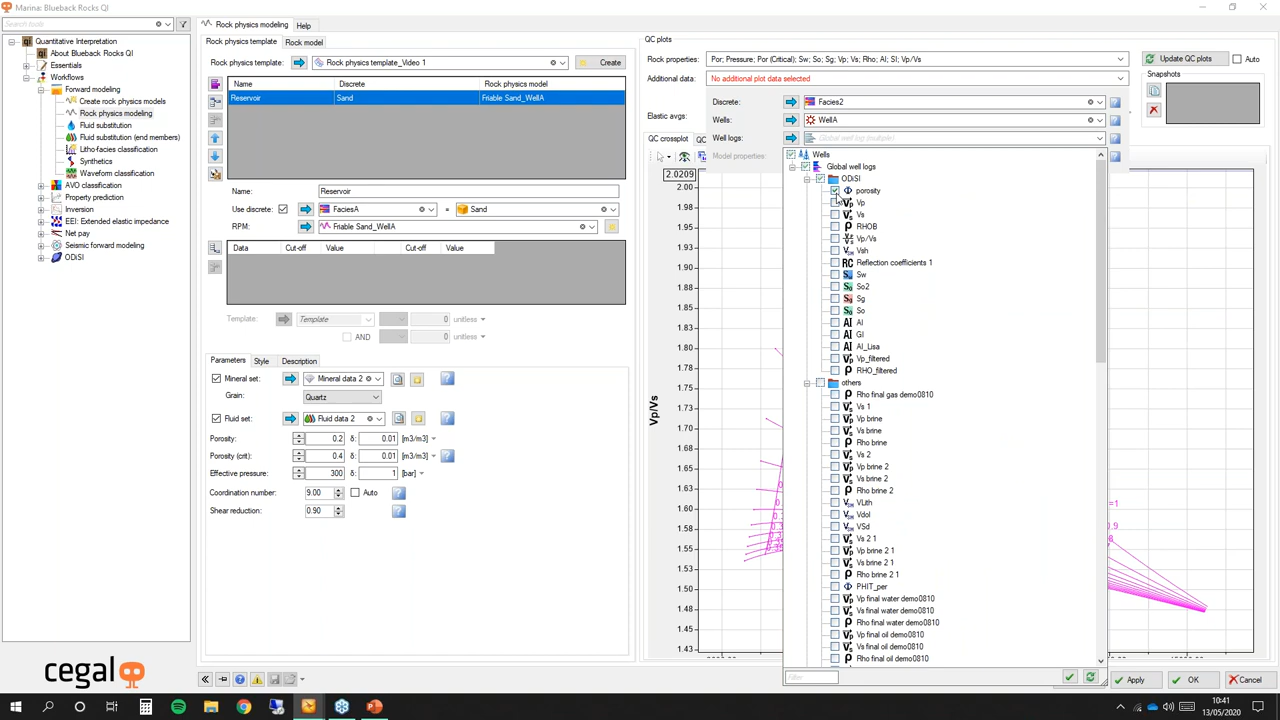 Marina: Blueback Rocks QI
Search tools
Quantitative Interpretation
About Blueback Rocks QI
Essentials
Workflows
Forward modeling
Create rock physics models
Rock physics modeling
Fluid substitution
Fluid substitution (end members)
Litho-facies classification
Synthetics
Waveform classification
AVO classification
Property prediction
Inversion
EEI: Extended elastic impedance
Net pay
Seismic forward modeling
ODiSI
cegal
Rock physics modeling Help
Rock physics template Rock model
Rock physics template: Rock physics template_Video 1 Create
Name Discrete Rock physics model
Reservoir Sand Friable Sand_WellA
Name: Reservoir
Use discrete: FaciesA = Sand
RPM: Friable Sand_WellA
Data Cut-off Value Cut-off Value
Template: Template 0 unitless
AND 0 unitless
Parameters Style Description
Mineral set: Mineral data 2
Grain: Quartz
Fluid set: Fluid data 2
Porosity: 0.2 δ: 0.01 [m3/m3]
Porosity (crit): 0.4 δ: 0.01 [m3/m3]
Effective pressure: 300 δ: 1 [bar]
Coordination number: 9.00 Auto
Shear reduction: 0.90
QC plots
Rock properties: Por; Pressure; Por (Critical); Sw; So; Sg; Vp; Vs; Rho; AI; SI; Vp/Vs Update QC plots Auto
Additional data: No additional plot data selected
Snapshots
Discrete: Facies2
Elastic avgs: Wells: WellA
QC crossplot QC Well logs: Global well log (multiple)
Model properties:
2.0209
2.00
1.98
1.95
1.93
1.90
1.88
1.85
1.83
1.80
1.78
1.75
1.73
1.70
1.68
1.65
1.63
1.60
1.58
1.55
1.53
1.50
1.48
1.45
1.43
Vp/Vs
=1
0.9
Wells
Global well logs
ODiSI
porosity
Vp
Vs
RHOB
Vp/Vs
Vsh
Reflection coefficients 1
Sw
So2
Sg
So
AI
GI
AI_Lisa
Vp_filtered
RHO_filtered
others
Rho final gas demo0810
Vs 1
Vp brine
Vs brine
Rho brine
Vs 2
Vp brine 2
Vs brine 2
Rho brine 2
VLith
Vdol
VSd
Vs 2 1
Vp brine 2 1
Vs brine 2 1
Rho brine 2 1
PHIT_per
Vp final water demo0810
Vs final water demo0810
Rho final water demo0810
Vp final oil demo0810
Vs final oil demo0810
Rho final oil demo0810
Filter
Apply OK Cancel
10:41
13/05/2020